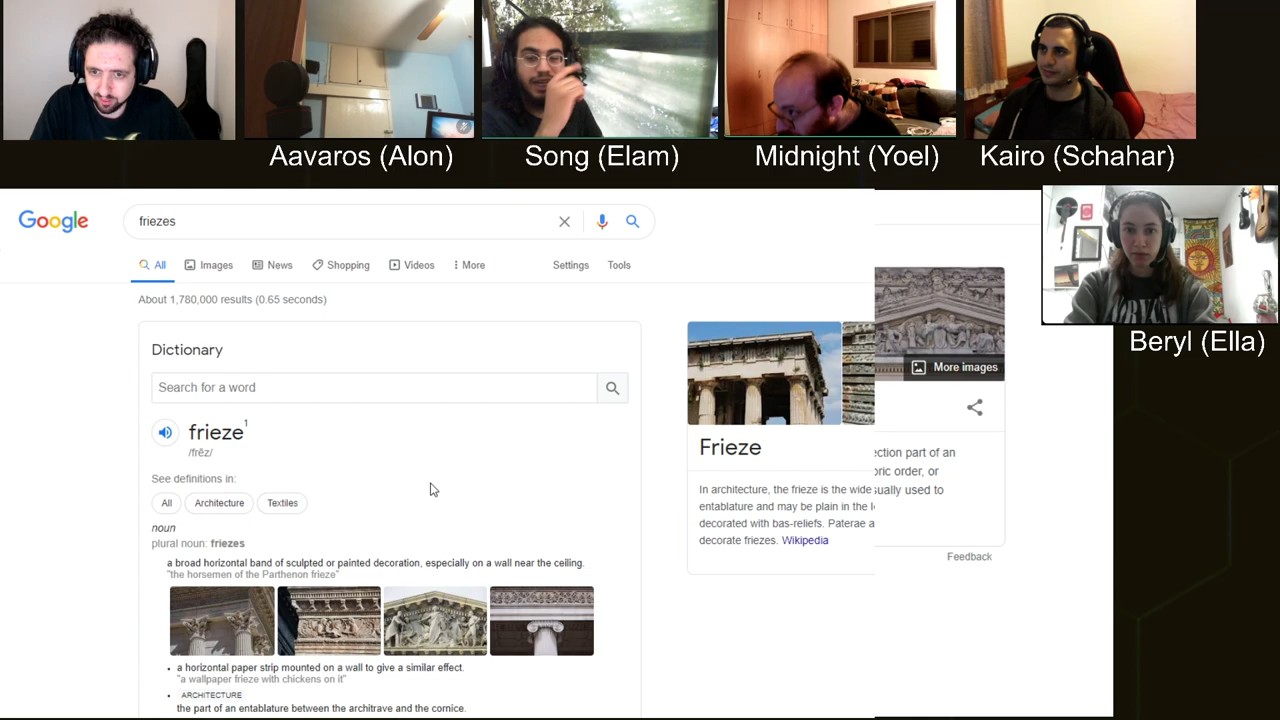 Aavaros (Alon)
Song (Elam)
Midnight (Yoel)
Kairo (Schahar)
Beryl (Ella)
Google
friezes
All
Images
News
Shopping
Videos
More
Settings
Tools
About 1,780,000 results (0.65 seconds)
Dictionary
Search for a word
frieze1
/frēz/
See definitions in:
All
Architecture
Textiles
noun
plural noun: friezes
a broad horizontal band of sculpted or painted decoration, especially on a wall near the ceiling.
"the horsemen of the Parthenon frieze"
a horizontal paper strip mounted on a wall to give a similar effect.
"a wallpaper frieze with chickens on it"
ARCHITECTURE
the part of an entablature between the architrave and the cornice.
More images
Frieze
In architecture, the frieze is the wide
entablature and may be plain in the
decorated with bas-reliefs. Paterae a
decorate friezes. Wikipedia
ection part of an
oric order, or
sually used to
Feedback